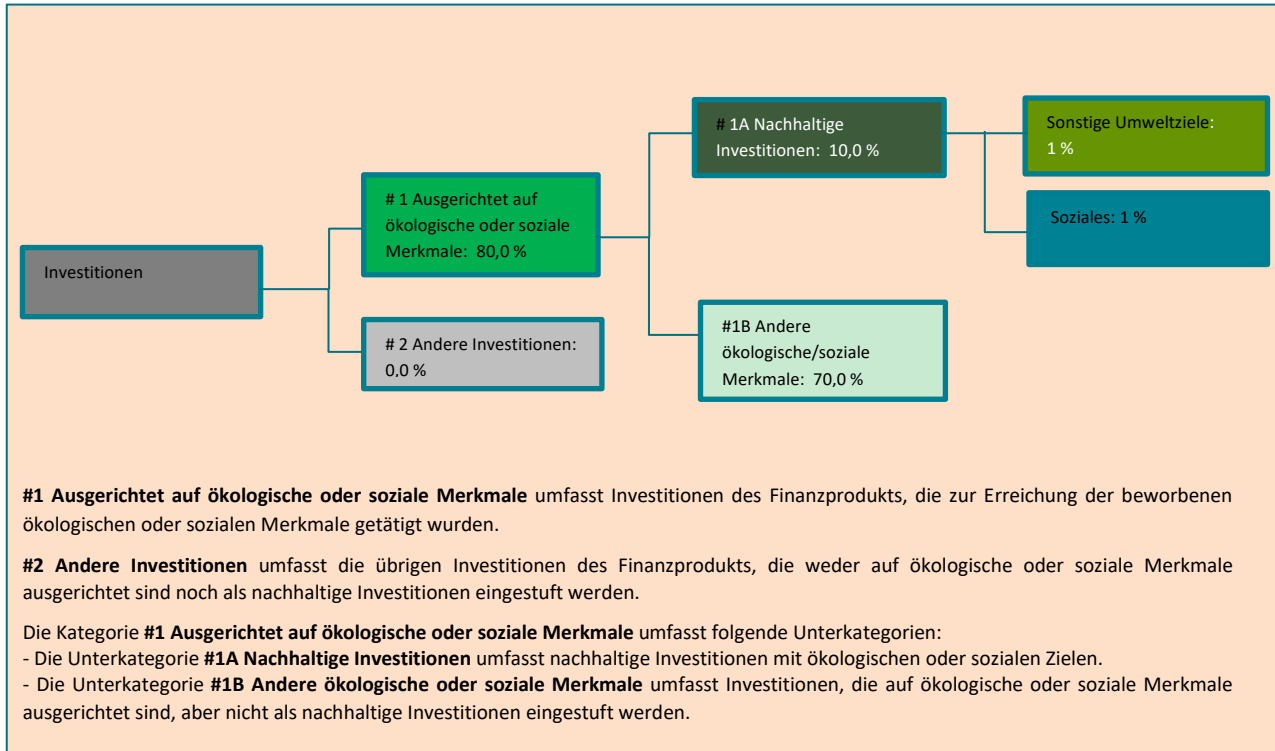 Investitionen
# 1 Ausgerichtet auf
ökologische oder soziale
Merkmale:  80,0 %
# 2 Andere Investitionen:
0,0 %
# 1A Nachhaltige
Investitionen:  10,0 %
#1B Andere
ökologische/soziale
Merkmale:  70,0 %
Sonstige Umweltziele:
1 %
Soziales: 1 %
#1 Ausgerichtet auf ökologische oder soziale Merkmale umfasst Investitionen des Finanzprodukts, die zur Erreichung der beworbenen
ökologischen oder sozialen Merkmale getätigt wurden.
#2 Andere Investitionen umfasst die übrigen Investitionen des Finanzprodukts, die weder auf ökologische oder soziale Merkmale
ausgerichtet sind noch als nachhaltige Investitionen eingestuft werden.
Die Kategorie #1 Ausgerichtet auf ökologische oder soziale Merkmale umfasst folgende Unterkategorien:
- Die Unterkategorie #1A Nachhaltige Investitionen umfasst nachhaltige Investitionen mit ökologischen oder sozialen Zielen.
- Die Unterkategorie #1B Andere ökologische oder soziale Merkmale umfasst Investitionen, die auf ökologische oder soziale Merkmale
ausgerichtet sind, aber nicht als nachhaltige Investitionen eingestuft werden.